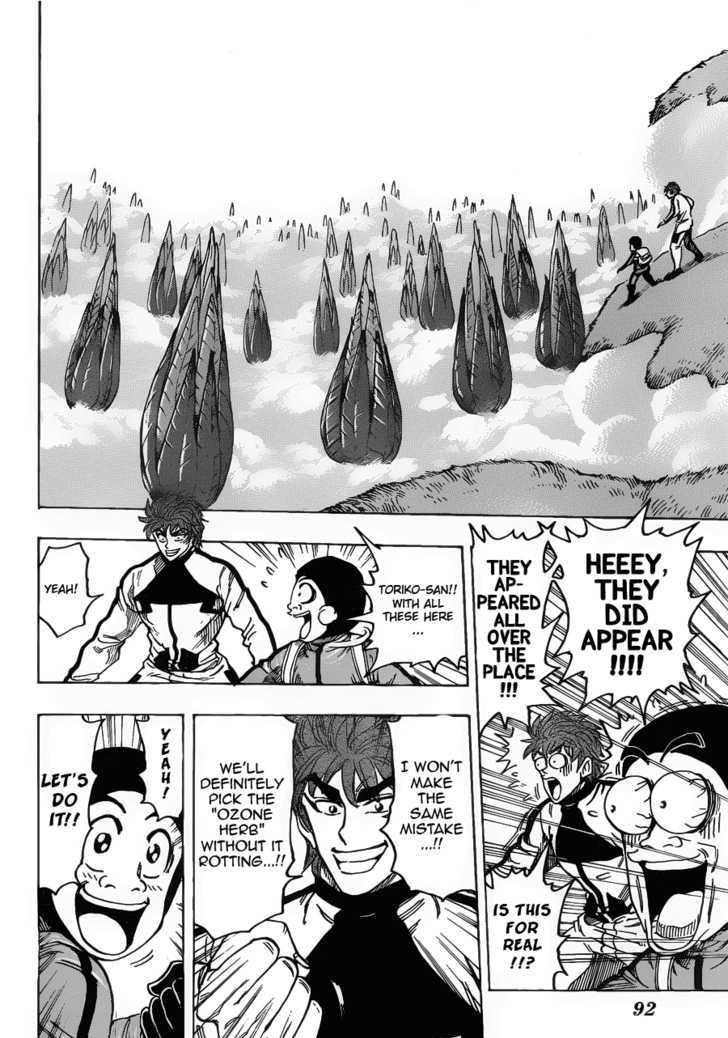 HEEEY,
THEY
DID
APPEAR
!!!!
THEY
AP-
PEARED
ALL
OVER
THE
PLACE
!!!
IS THIS
FOR
REAL
!!?
TORIKO-SAN!!
WITH ALL
THESE HERE
...
YEAH!
I WON'T
MAKE
THE
SAME
MISTAKE
...!!
WE'LL
DEFINITELY
PICK THE
"OZONE
HERB"
WITHOUT IT
ROTTING...!!
YEAH!
LET'S
DO
IT!!
92